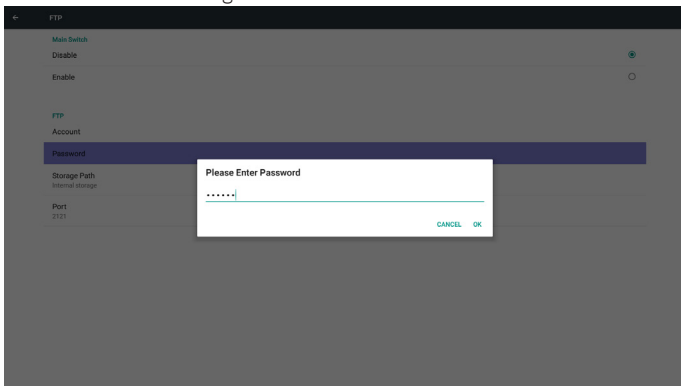 FTP
Main Switch
Disable
Enable
FTP
Account
Password
Storage Path
Internal storage
Port
2121
Please Enter Password
••••••
CANCEL OK